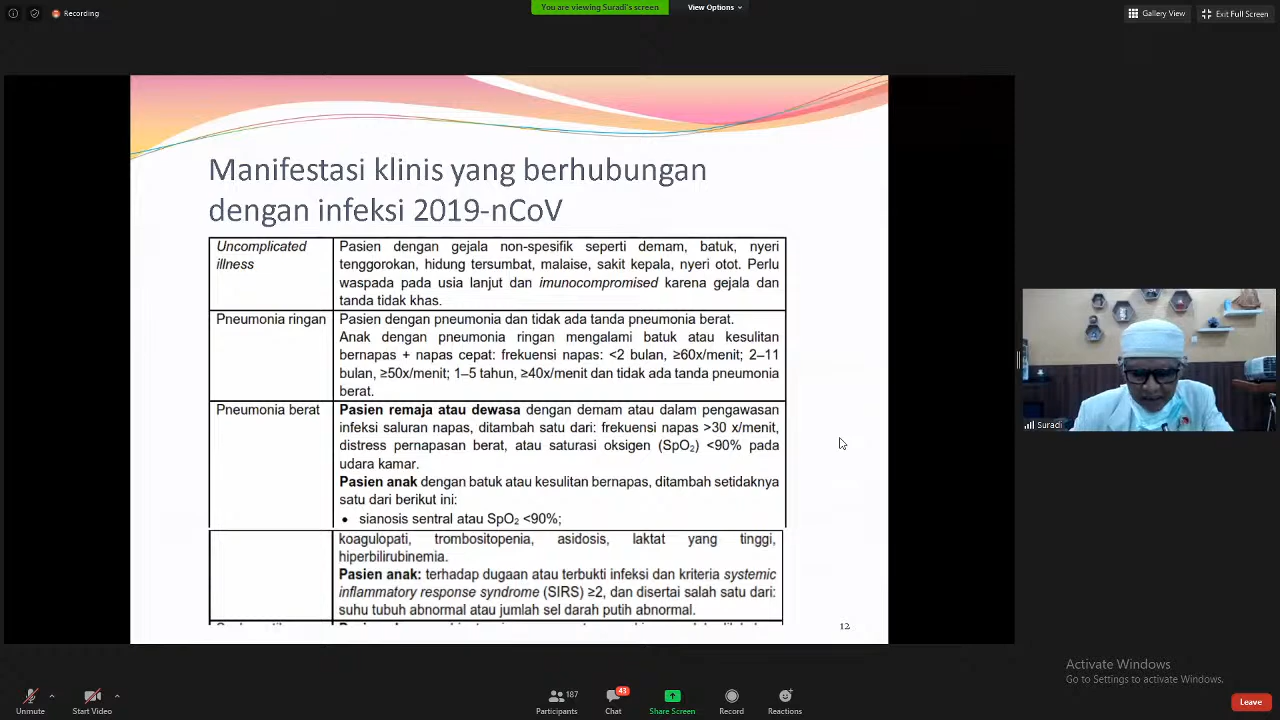 Recording
You are viewing Suradi's screen
View Options
Gallery View
Exit Full Screen
Manifestasi klinis yang berhubungan
dengan infeksi 2019-nCoV
Uncomplicated
illness
Pasien dengan gejala non-spesifik seperti demam, batuk, nyeri
tenggorokan, hidung tersumbat, malaise, sakit kepala, nyeri otot. Perlu
waspada pada usia lanjut dan imunocompromised karena gejala dan
tanda tidak khas.
Pneumonia ringan
Pasien dengan pneumonia dan tidak ada tanda pneumonia berat.
Anak dengan pneumonia ringan mengalami batuk atau kesulitan
bernapas + napas cepat: frekuensi napas: <2 bulan, ≥60x/menit; 2–11
bulan, ≥50x/menit; 1–5 tahun, ≥40x/menit dan tidak ada tanda pneumonia
berat.
Pneumonia berat
Pasien remaja atau dewasa dengan demam atau dalam pengawasan
infeksi saluran napas, ditambah satu dari: frekuensi napas >30 x/menit,
distress pernapasan berat, atau saturasi oksigen (SpO₂) <90% pada
udara kamar.
Pasien anak dengan batuk atau kesulitan bernapas, ditambah setidaknya
satu dari berikut ini:
• sianosis sentral atau SpO₂ <90%;
koagulopati, trombositopenia, asidosis, laktat yang tinggi,
hiperbilirubinemia.
Pasien anak: terhadap dugaan atau terbukti infeksi dan kriteria systemic
inflammatory response syndrome (SIRS) ≥2, dan disertai salah satu dari:
suhu tubuh abnormal atau jumlah sel darah putih abnormal.
12
Suradi
Activate Windows
Go to Settings to activate Windows.
Unmute
Start Video
187
Participants
43
Chat
Share Screen
Record
Reactions
Leave